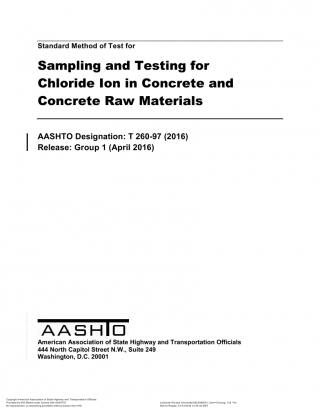 Standard Method of Test for
Sampling and Testing for
Chloride Ion in Concrete and
Concrete Raw Materials
AASHTO Designation: T 260-97 (2016)
Release: Group 1 (April 2016)
AASHTO
American Association of State Highway and Transportation Officials
444 North Capitol Street N.W., Suite 249
Washington, D.C. 20001